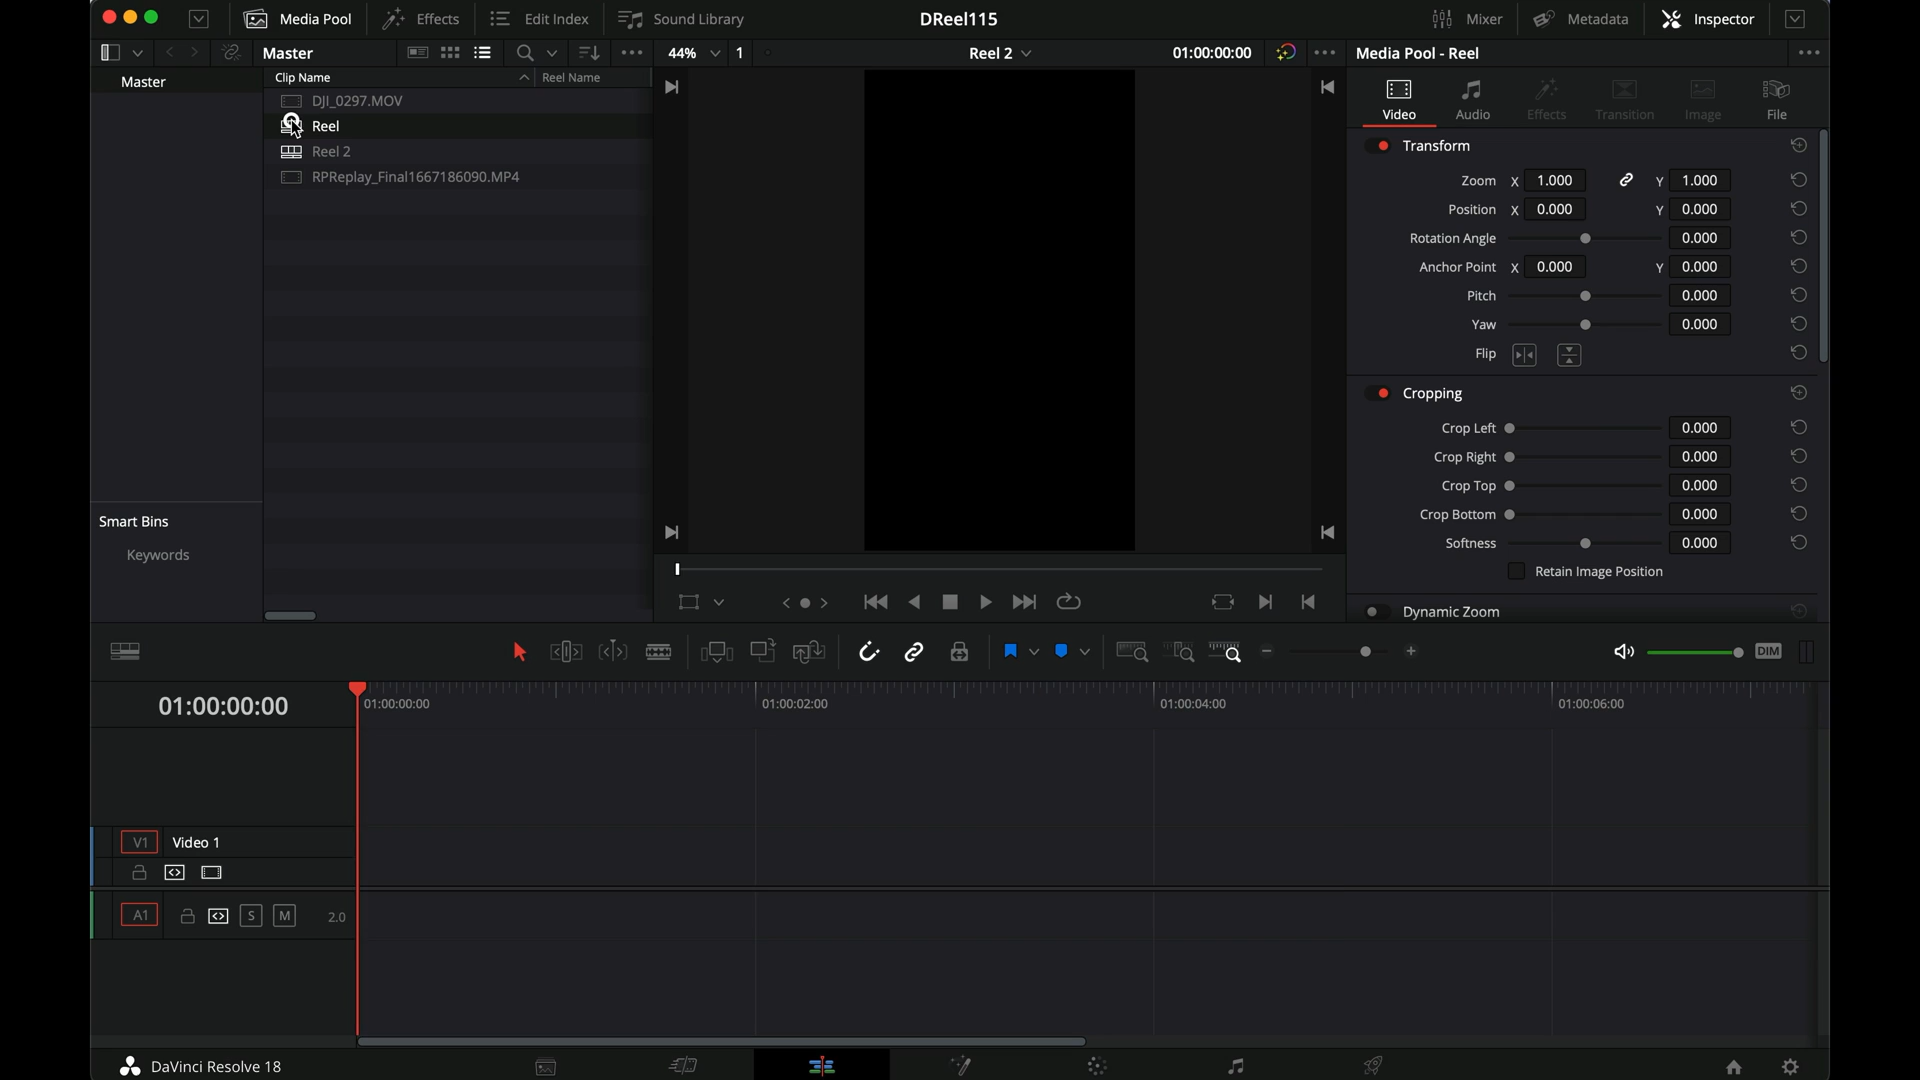 Media Pool
Effects
Edit Index
Sound Library
DReel115
Mixer
Metadata
Inspector
Master
44%
1
Reel 2
01:00:00:00
Media Pool - Reel
Master
Clip Name
Reel Name
DJI_0297.MOV
Reel
Reel 2
RPReplay_Final1667186090.MP4
Smart Bins
Keywords
Video
Audio
Effects
Transition
Image
File
Transform
Zoom X 1.000 Y 1.000
Position X 0.000 Y 0.000
Rotation Angle 0.000
Anchor Point X 0.000 Y 0.000
Pitch 0.000
Yaw 0.000
Flip
Cropping
Crop Left 0.000
Crop Right 0.000
Crop Top 0.000
Crop Bottom 0.000
Softness 0.000
Retain Image Position
Dynamic Zoom
DIM
01:00:00:00
01:00:00:00
01:00:02:00
01:00:04:00
01:00:06:00
V1 Video 1
A1 S M 2.0
DaVinci Resolve 18